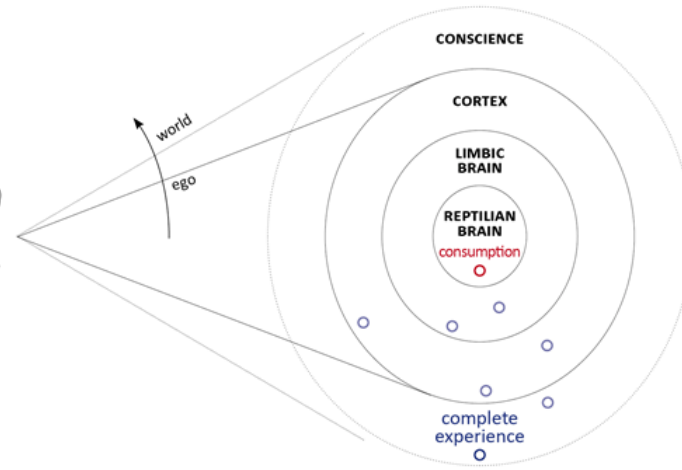 CONSCIENCE
CORTEX
world
LIMBIC
BRAIN
ego
REPTILIAN
BRAIN
consumption
complete
experience